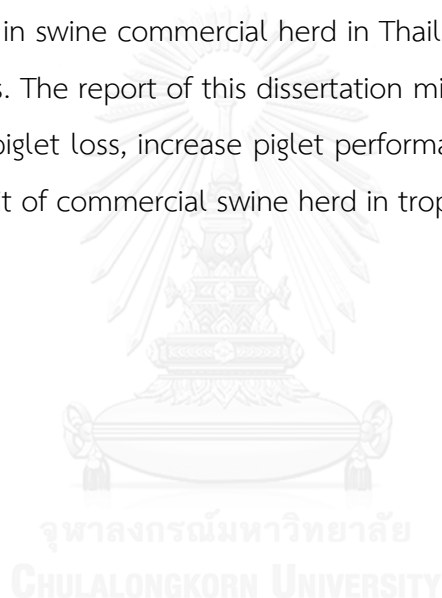 in swine commercial herd in Thail
s. The report of this dissertation mi
piglet loss, increase piglet performa
t of commercial swine herd in trop
จุฬาลงกรณ์มหาวิทยาลัย
CHULALONGKORN UNIVERSITY